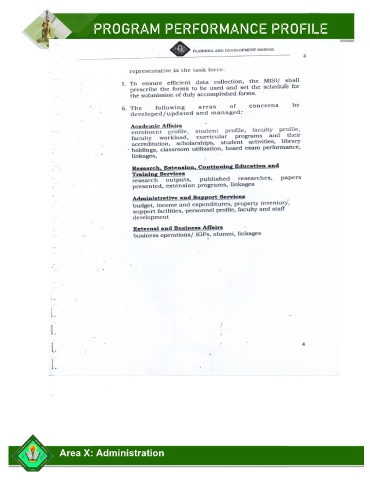 PROGRAM PERFORMANCE PROFILE
PLANNING AND DEVELOPMENT MANUAL
4
representative in the task force.
5. To ensure efficient data collection, the MISU shall
prescribe the forms to be used and set the schedule for
the submission of duly accomplished forms.
6. The following areas of concerns be
developed/updated and managed:
Academic Affairs
enrolment profile, student profile, faculty profile,
faculty workload, curricular programs and their
accreditation, scholarships, student activities, library
holdings, classroom utilization, board exam performance,
linkages,
Research, Extension, Continuing Education and
Training Services
research outputs, published researches, papers
presented, extension programs, linkages
Administrative and Support Services
budget, income and expenditures, property inventory,
support facilities, personnel profile, faculty and staff
development
External and Business Affairs
business operations/ IGPs, alumni, linkages
4
Area X: Administration